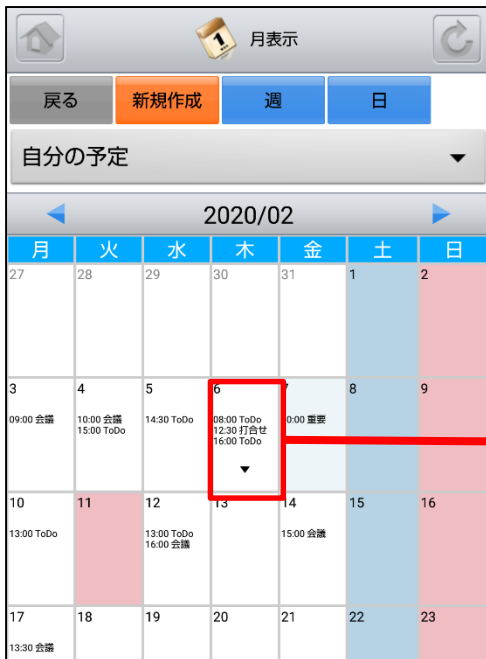 1
月表示
戻る 新規作成 週 日
自分の予定
2020/02
月 火 水 木 金 土 日
27 28 29 30 31 1 2
3 4 5 6 7 8 9
09:00 会議 10:00 会議 14:30 ToDo 08:00 ToDo 0:00 重要
15:00 ToDo 12:30 打合せ
16:00 ToDo
10 11 12 13 14 15 16
13:00 ToDo 13:00 ToDo 15:00 会議
16:00 会議
17 18 19 20 21 22 23
13:30 会議